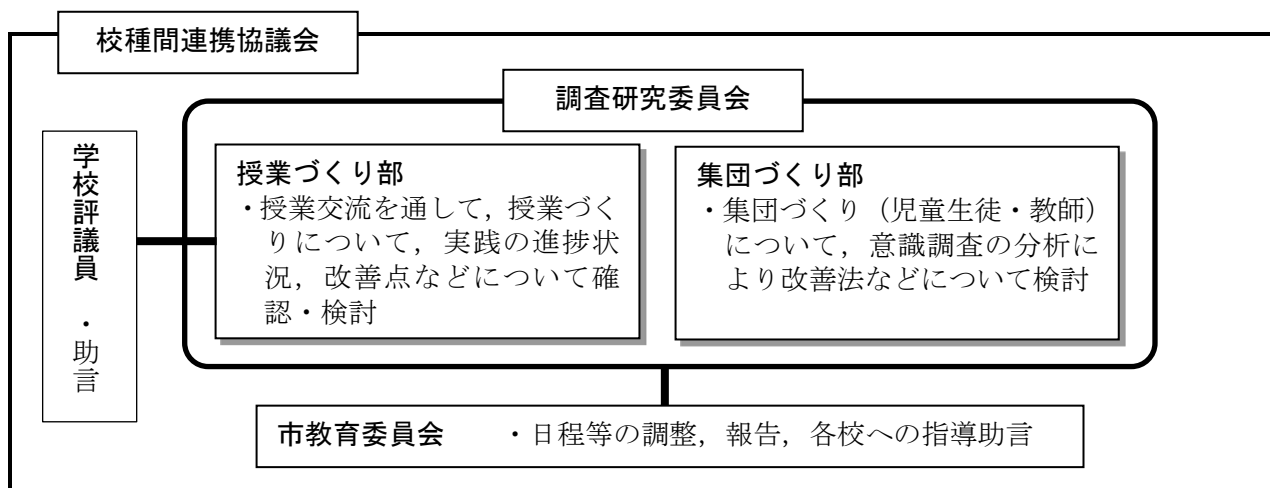 校種間連携協議会
調査研究委員会
学校評議員 ・助言
授業づくり部
・授業交流を通して，授業づく
りについて，実践の進捗状
況，改善点などについて確
認・検討
集団づくり部
・集団づくり（児童生徒・教師）
について，意識調査の分析に
より改善法などについて検討
市教育委員会 ・日程等の調整，報告，各校への指導助言